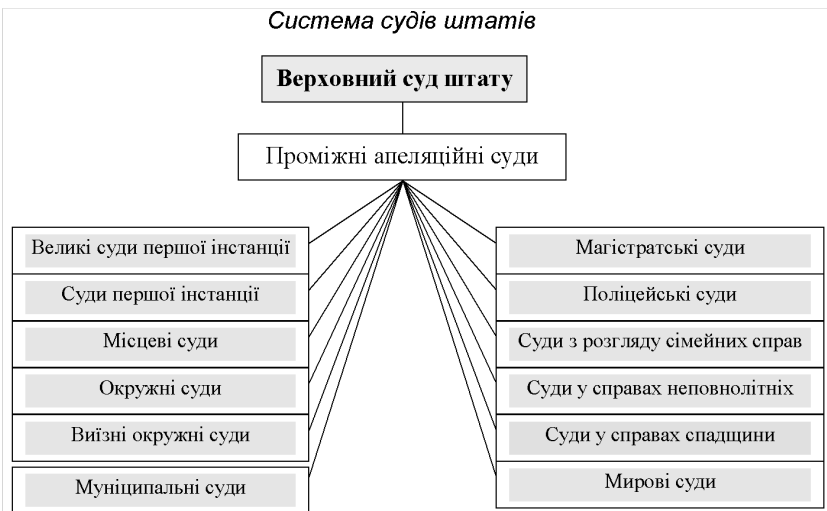 Система судів штатів
Верховний суд штату
Проміжні апеляційні суди
Великі суди першої інстанції
Суди першої інстанції
Місцеві суди
Окружні суди
Виїзні окружні суди
Муніципальні суди
Магістратські суди
Поліцейські суди
Суди з розгляду сімейних справ
Суди у справах неповнолітніх
Суди у справах спадщини
Мирові суди